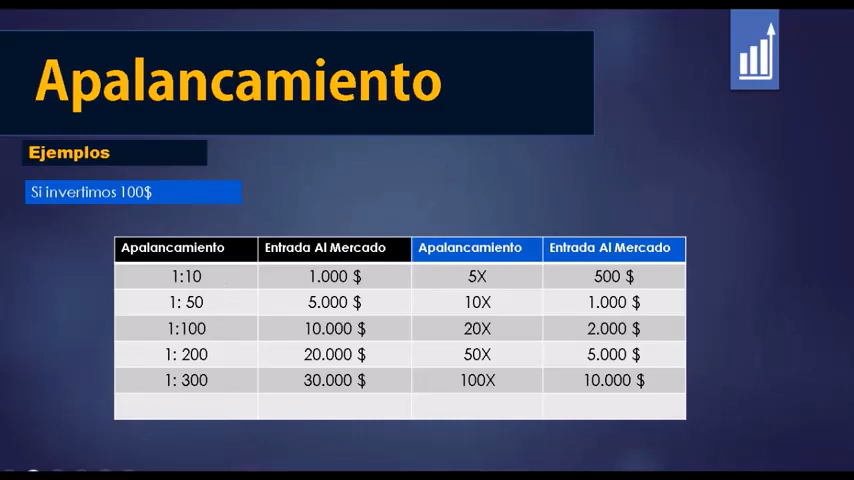 Apalancamiento
Ejemplos
Si invertimos 100$
Apalancamiento Entrada Al Mercado Apalancamiento Entrada Al Mercado
1:10 1.000 $ 5X 500 $
1: 50 5.000 $ 10X 1.000 $
1:100 10.000 $ 20X 2.000 $
1: 200 20.000 $ 50X 5.000 $
1: 300 30.000 $ 100X 10.000 $